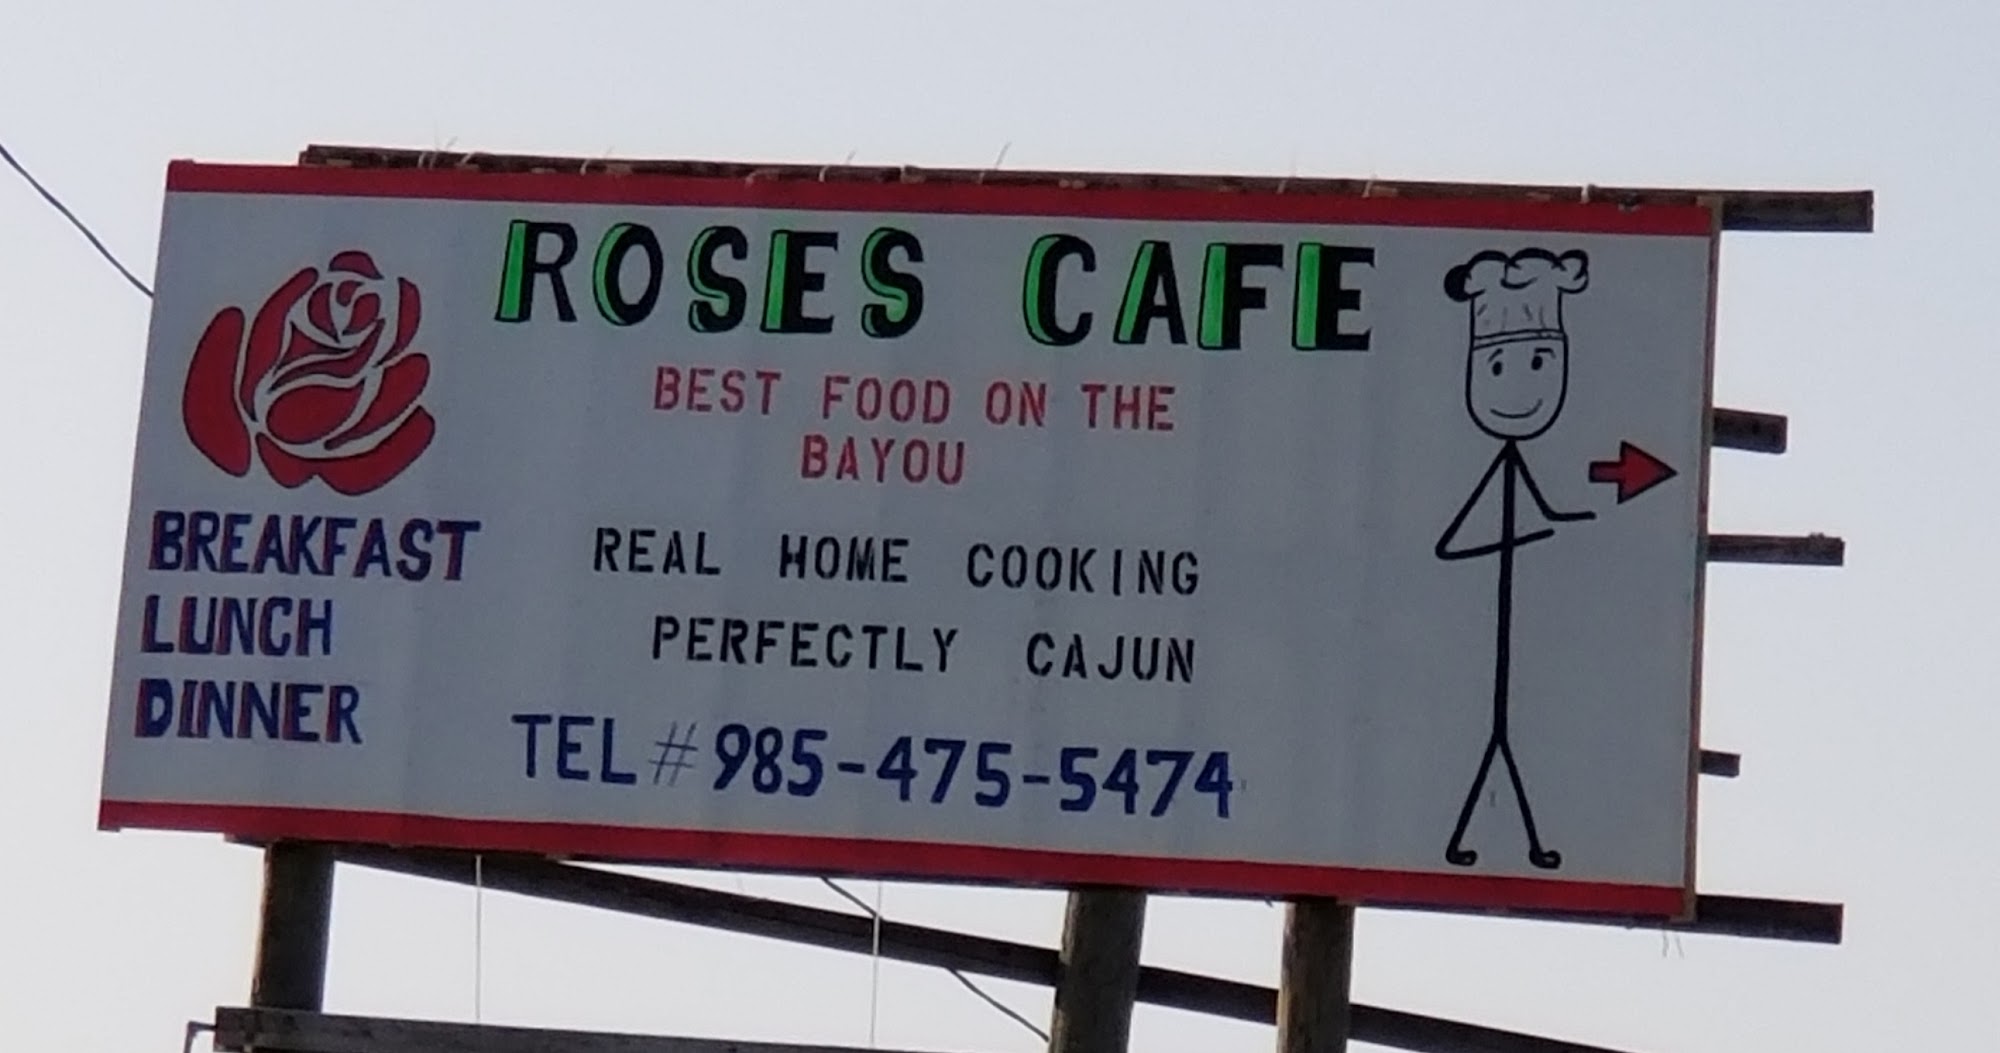 ROSES CAFE
BEST FOOD ON THE
BAYOU
BREAKFAST
LUNCH
DINNER
REAL HOME COOKING
PERFECTLY CAJUN
TEL # 985-475-5474